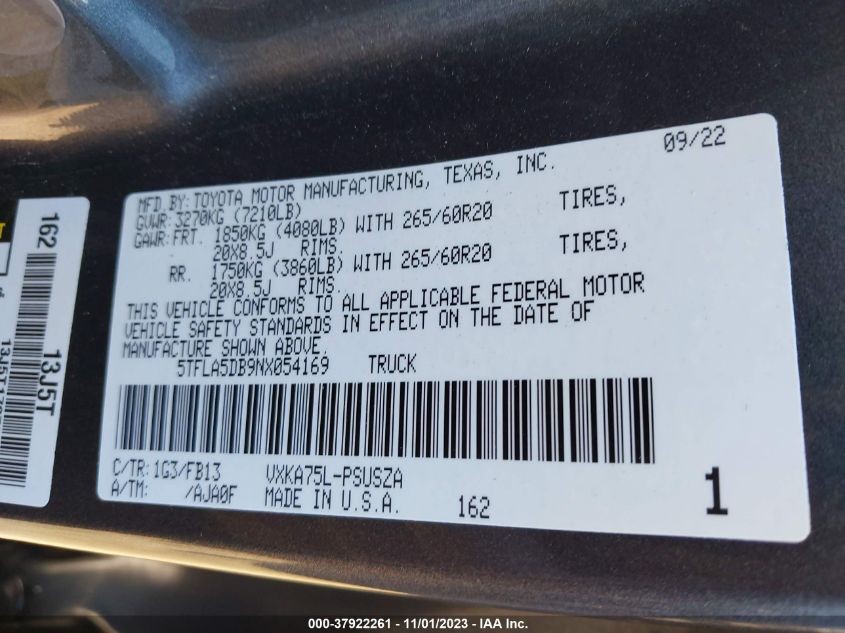 09/22
MFD.BY:TOYOTA MOTOR MANUFACTURING, TEXAS, INC.
GVWR:3270KG (7210LB)
GAWR:FRT. 1850KG (4080LB) WITH 265/60R20 TIRES,
20X8.5J RIMS.
RR. 1750KG (3860LB) WITH 265/60R20 TIRES,
20X8.5J RIMS.
THIS VEHICLE CONFORMS TO ALL APPLICABLE FEDERAL MOTOR
VEHICLE SAFETY STANDARDS IN EFFECT ON THE DATE OF
MANUFACTURE SHOWN ABOVE.
5TFLA5DB9NX054169 TRUCK
C/TR:1G3/FB13 VXKA75L-PSUSZA
A/TM: /AJA0F MADE IN U.S.A. 162 1
162 13J5T
000-37922261 - 11/01/2023 - IAA Inc.